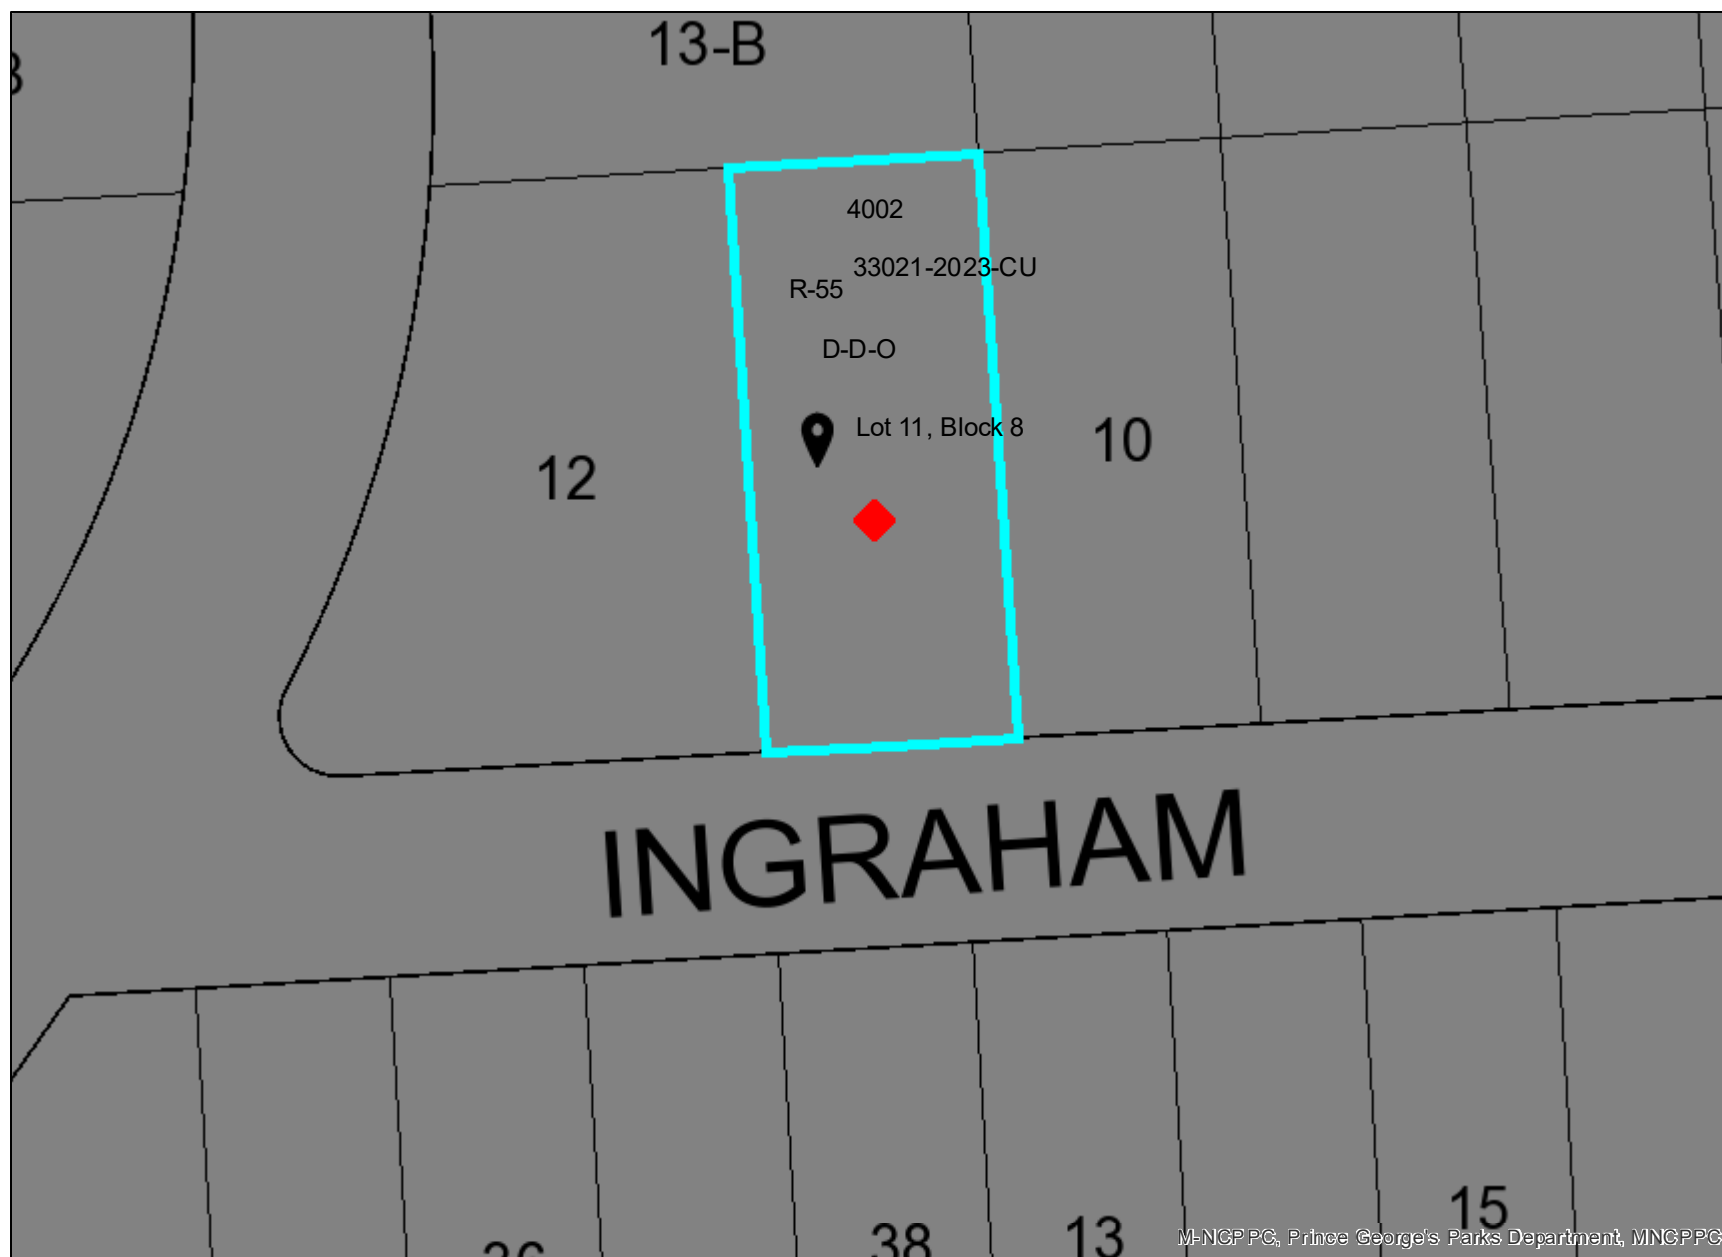 13-B
4002
33021-2023-CU
R-55
D-D-O
Lot 11, Block 8
10
12
INGRAHAM
15
13
38
M-NCPPC, Prince George's Parks Department, MNCPPC